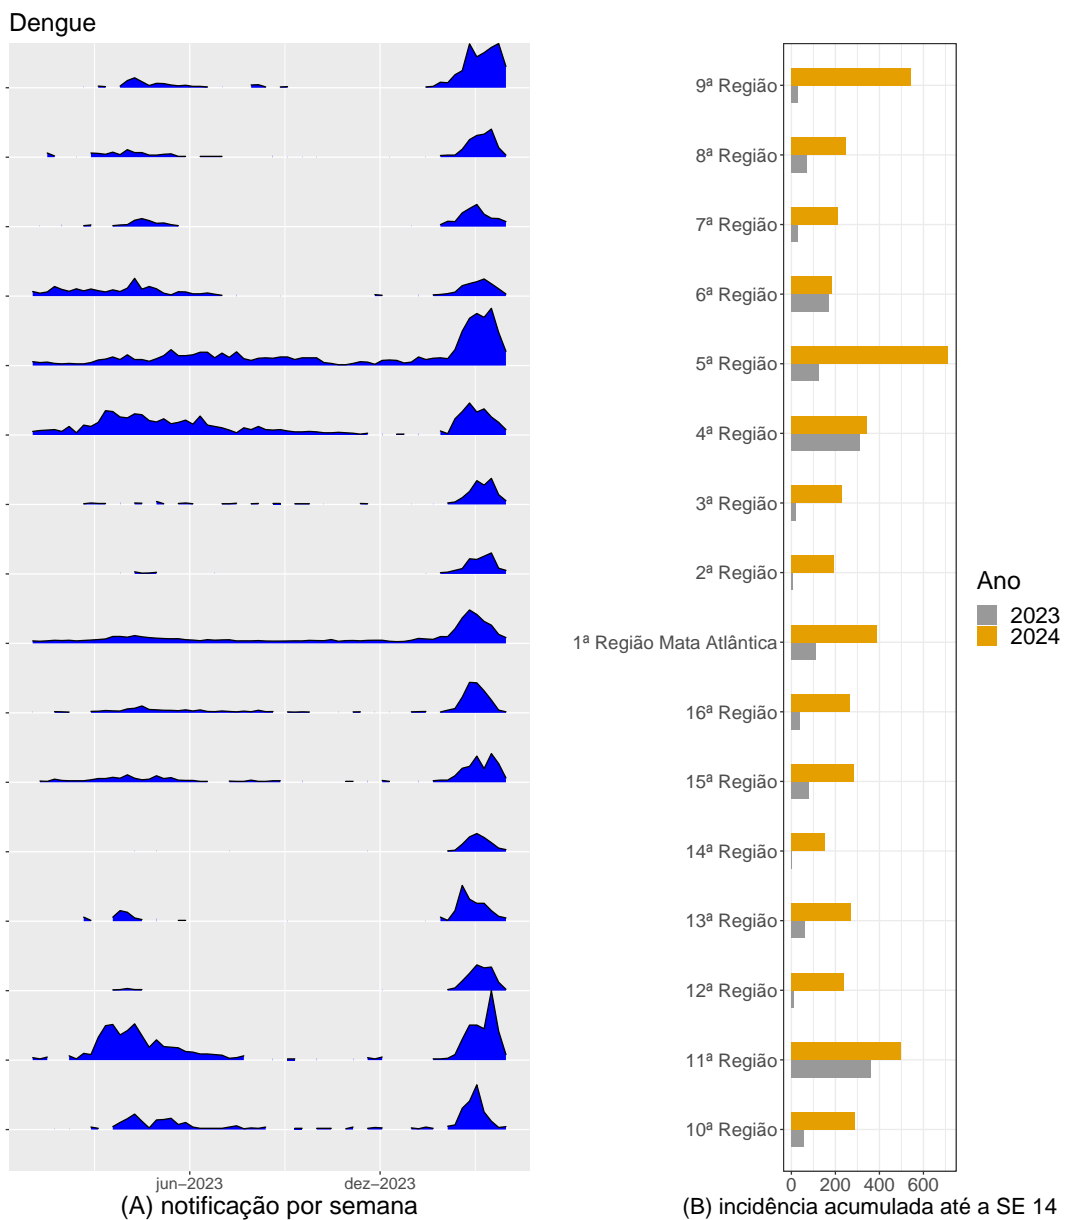 Dengue
9ª Região
8ª Região
7ª Região
6ª Região
5ª Região
4ª Região
3ª Região
2ª Região
1ª Região Mata Atlântica
16ª Região
15ª Região
14ª Região
13ª Região
12ª Região
11ª Região
10ª Região
Ano
2023
2024
jun–2023 dez–2023
0 200 400 600
(A) notificação por semana
(B) incidência acumulada até a SE 14